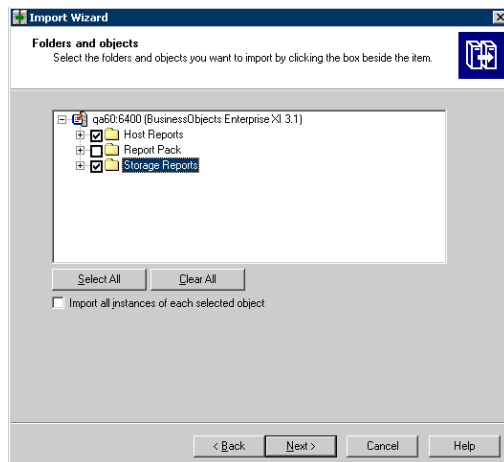 Import Wizard
Folders and objects
Select the folders and objects you want to import by clicking the box beside the item.
qa60:6400 (BusinessObjects Enterprise XI 3.1)
Host Reports
Report Pack
Storage Reports
Select All Clear All
Import all instances of each selected object
< Back Next > Cancel Help